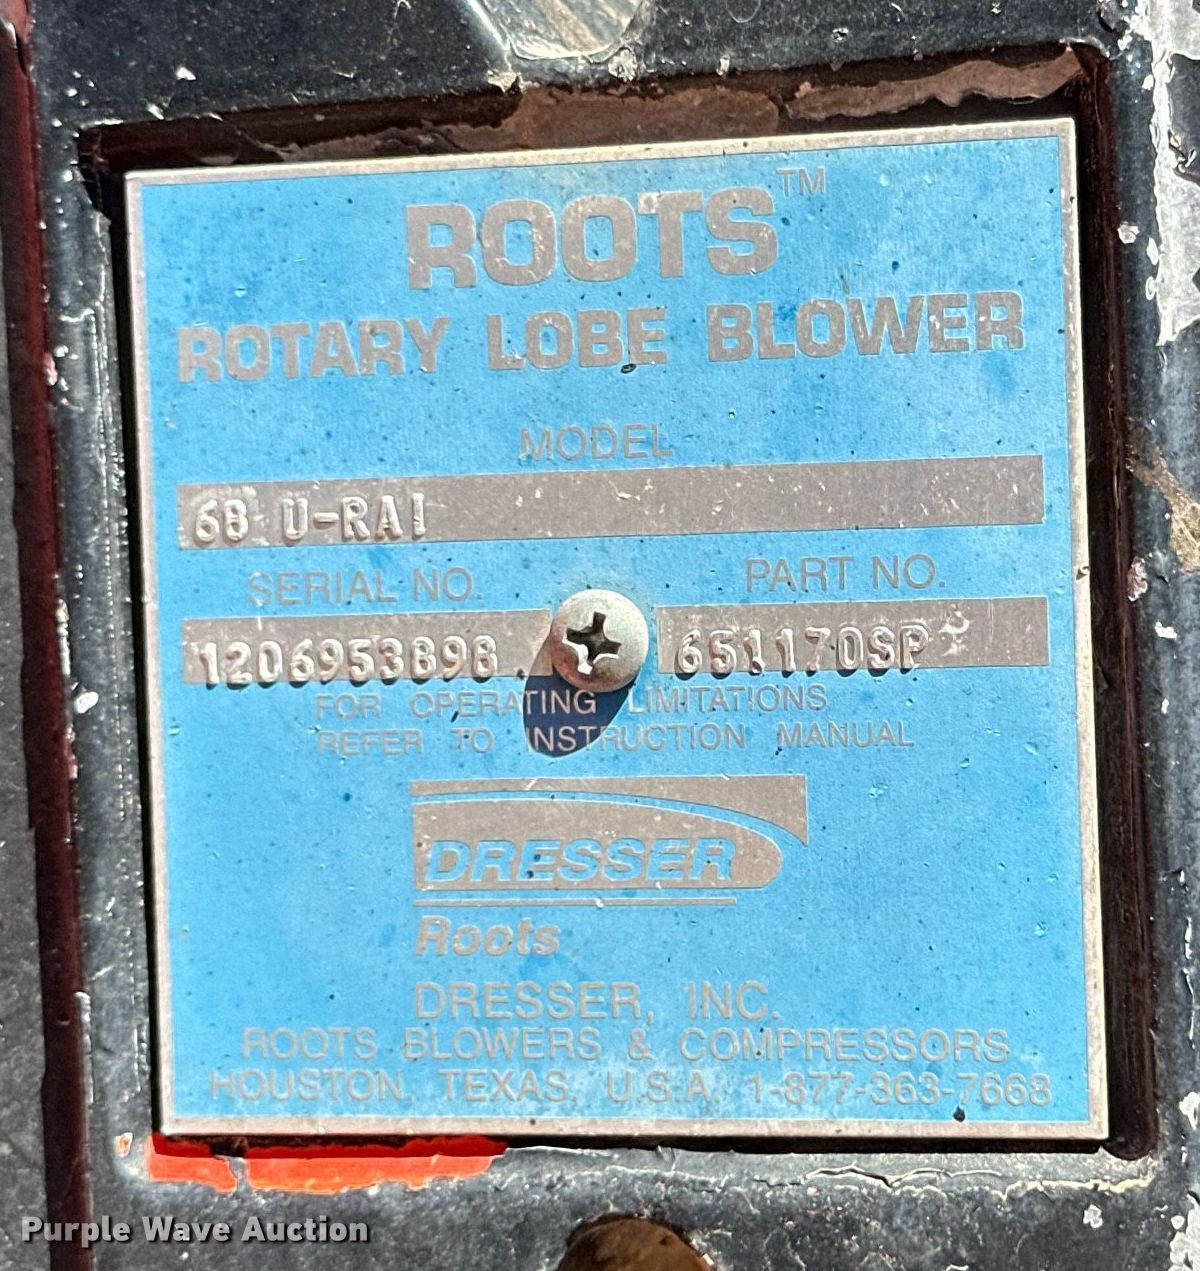 ROOTS™
ROTARY LOBE BLOWER
MODEL
68 U-RAI
SERIAL NO. PART NO.
1206953898 651170SP
FOR OPERATING LIMITATIONS
REFER TO INSTRUCTION MANUAL
DRESSER
Roots
DRESSER, INC.
ROOTS BLOWERS & COMPRESSORS
HOUSTON, TEXAS, U.S.A. 1-877-363-7668
Purple Wave Auction